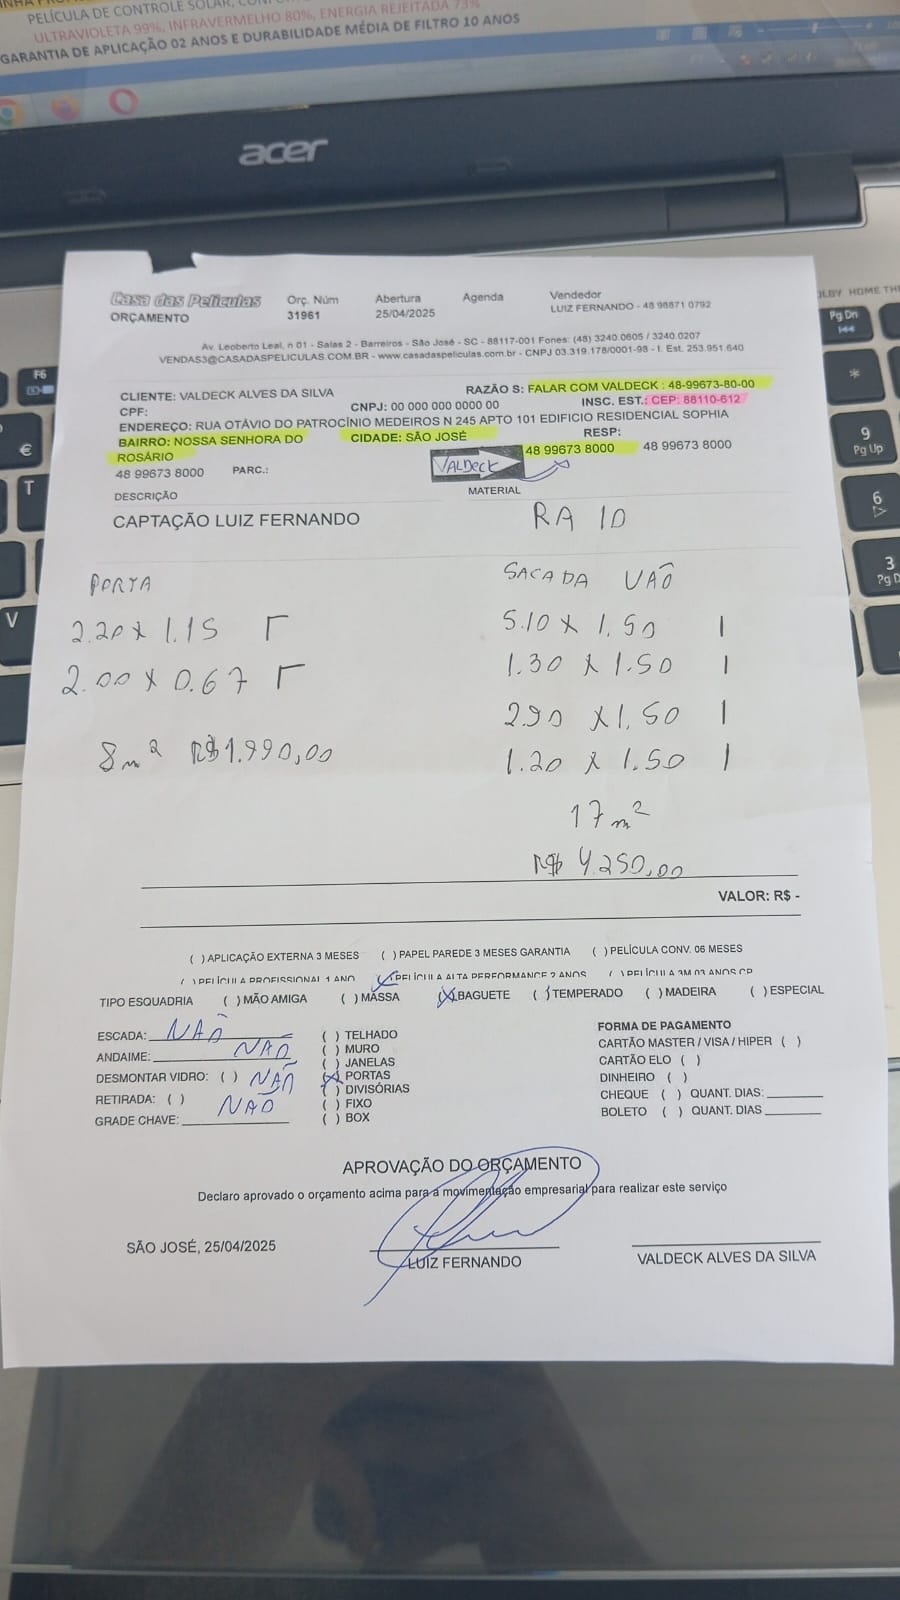 PELÍCULA DE CONTROLE SOLAR,
ULTRAVIOLETA 99%, INFRAVERMELHO 80%, ENERGIA REJEITADA 73%
GARANTIA DE APLICAÇÃO 02 ANOS E DURABILIDADE MÉDIA DE FILTRO 10 ANOS
acer
DOLBY HOME
Casa das Películas
ORÇAMENTO
Orç. Núm
31961
Abertura
25/04/2025
Agenda
Vendedor
LUIZ FERNANDO - 48 98871 0792
Av. Leoberto Leal, n 01 - Salas 2 - Barreiros - São José - SC - 88117-001 Fones: (48) 3240.0605 / 3240.0207
VENDAS3@CASADASPELICULAS.COM.BR - www.casadaspeliculas.com.br - CNPJ 03.319.178/0001-98 - I. Est. 253.951.640
CLIENTE: VALDECK ALVES DA SILVA RAZÃO S: FALAR COM VALDECK : 48-99673-80-00
CPF: CNPJ: 00 000 000 0000 00 INSC. EST.: CEP: 88110-612
ENDEREÇO: RUA OTÁVIO DO PATROCÍNIO MEDEIROS N 245 APTO 101 EDIFICIO RESIDENCIAL SOPHIA
BAIRRO: NOSSA SENHORA DO CIDADE: SÃO JOSÉ RESP:
ROSÁRIO 48 99673 8000 48 99673 8000
48 99673 8000 PARC.: VALDECK
DESCRIÇÃO MATERIAL
CAPTAÇÃO LUIZ FERNANDO RA 10
PORTA
2.20 x 1.15
2.00 x 0.67
8m² R$1.990,00
SACADA VÃO
5.10 x 1.50 1
1.30 x 1.50 1
2.90 x 1.50 1
1.20 x 1.50 1
17 m²
R$ 4.250,00
VALOR: R$ -
( ) APLICAÇÃO EXTERNA 3 MESES ( ) PAPEL PAREDE 3 MESES GARANTIA ( ) PELÍCULA CONV. 06 MESES
( ) PELÍCULA PROFISSIONAL 1 ANO (X) PELÍCULA ALTA PERFORMANCE 2 ANOS ( ) PELÍCULA 3M 03 ANOS CP
TIPO ESQUADRIA ( ) MÃO AMIGA ( ) MASSA (X) BAGUETE ( ) TEMPERADO ( ) MADEIRA ( ) ESPECIAL
ESCADA: NÃO
ANDAIME: NÃO
DESMONTAR VIDRO: ( ) NÃO
RETIRADA: ( ) NÃO
GRADE CHAVE:
( ) TELHADO
( ) MURO
( ) JANELAS
(X) PORTAS
( ) DIVISÓRIAS
( ) FIXO
( ) BOX
FORMA DE PAGAMENTO
CARTÃO MASTER / VISA / HIPER ( )
CARTÃO ELO ( )
DINHEIRO ( )
CHEQUE ( ) QUANT. DIAS:
BOLETO ( ) QUANT. DIAS
APROVAÇÃO DO ORÇAMENTO
Declaro aprovado o orçamento acima para a movimentação empresarial para realizar este serviço
SÃO JOSÉ, 25/04/2025
LUIZ FERNANDO
VALDECK ALVES DA SILVA
F6
€
T
V
Pg Dn
*
9
Pg Up
6
3
Pg D